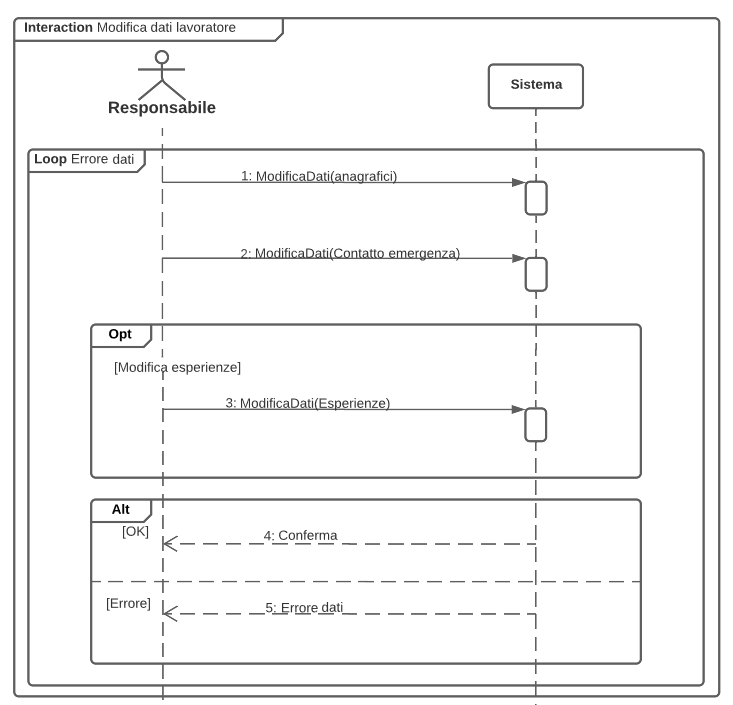 Interaction Modifica dati lavoratore
Responsabile
Sistema
Loop Errore dati
1: ModificaDati(anagrafici)
2: ModificaDati(Contatto emergenza)
Opt
[Modifica esperienze]
3: ModificaDati(Esperienze)
Alt
[OK]
4: Conferma
[Errore]
5: Errore dati